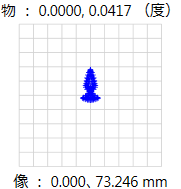 物 : 0.0000, 0.0417 （度）
像 : 0.000、73.246 mm